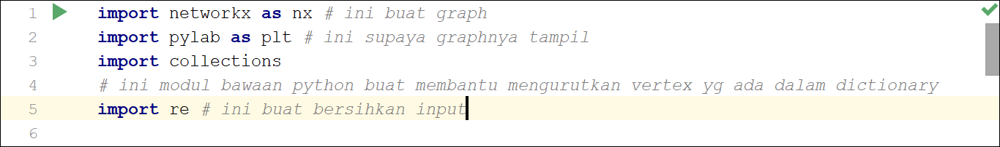 1 import networkx as nx # ini buat graph
2 import pylab as plt # ini supaya graphnya tampil
3 import collections
4 # ini modul bawaan python buat membantu mengurutkan vertex yg ada dalam dictionary
5 import re # ini buat bersihkan input
6